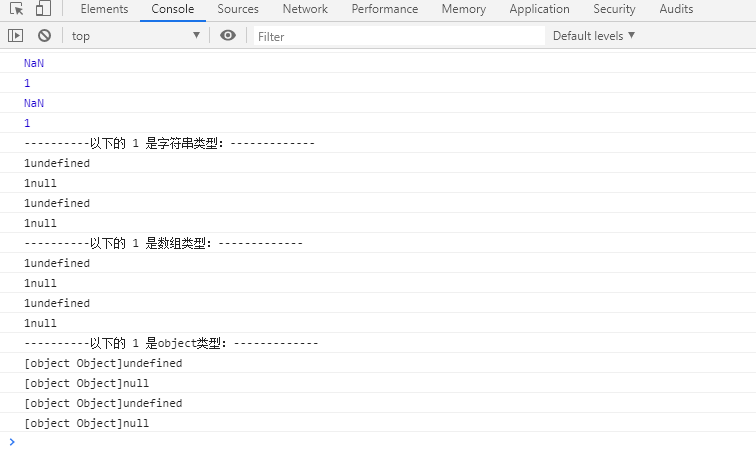 Elements Console Sources Network Performance Memory Application Security Audits
top ▼ Filter Default levels ▼
NaN
1
NaN
1
----------以下的 1 是字符串类型: -------------
1undefined
1null
1undefined
1null
----------以下的 1 是数组类型: -------------
1undefined
1null
1undefined
1null
----------以下的 1 是object类型: -------------
[object Object]undefined
[object Object]null
[object Object]undefined
[object Object]null
>